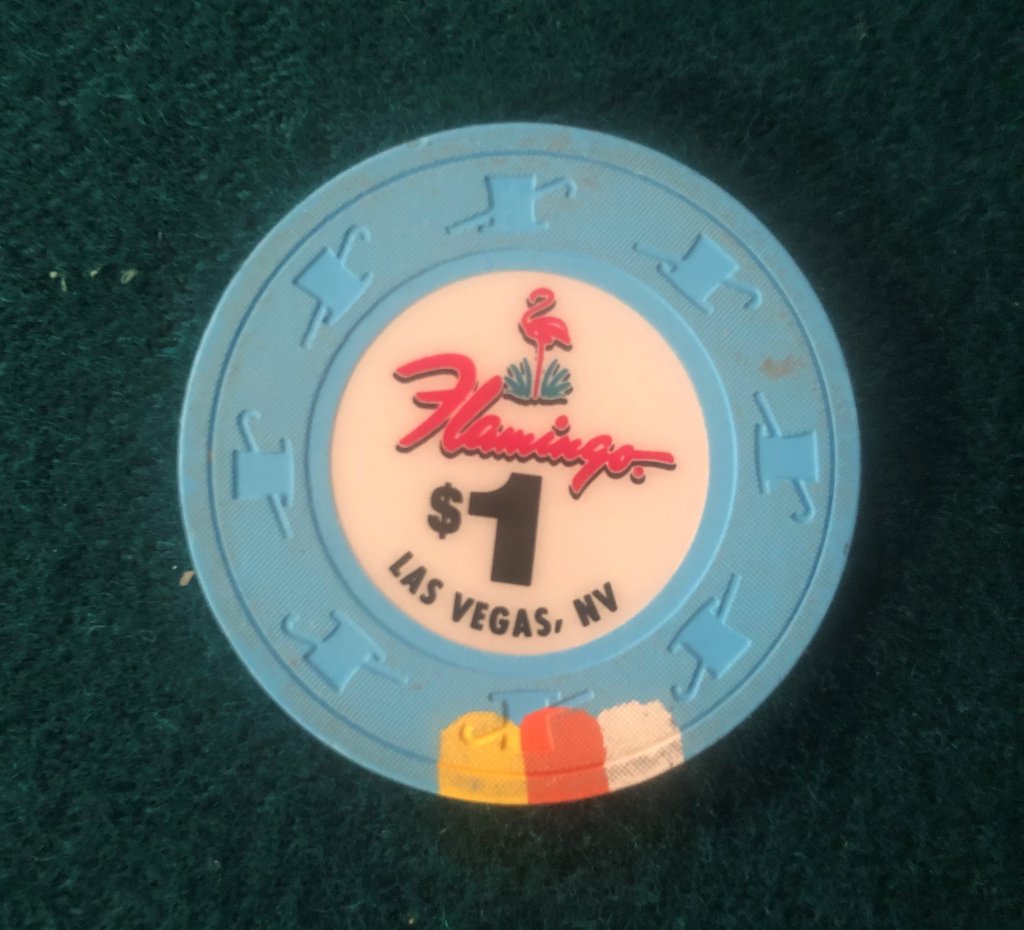 Flamingo
$1
LAS VEGAS, NV